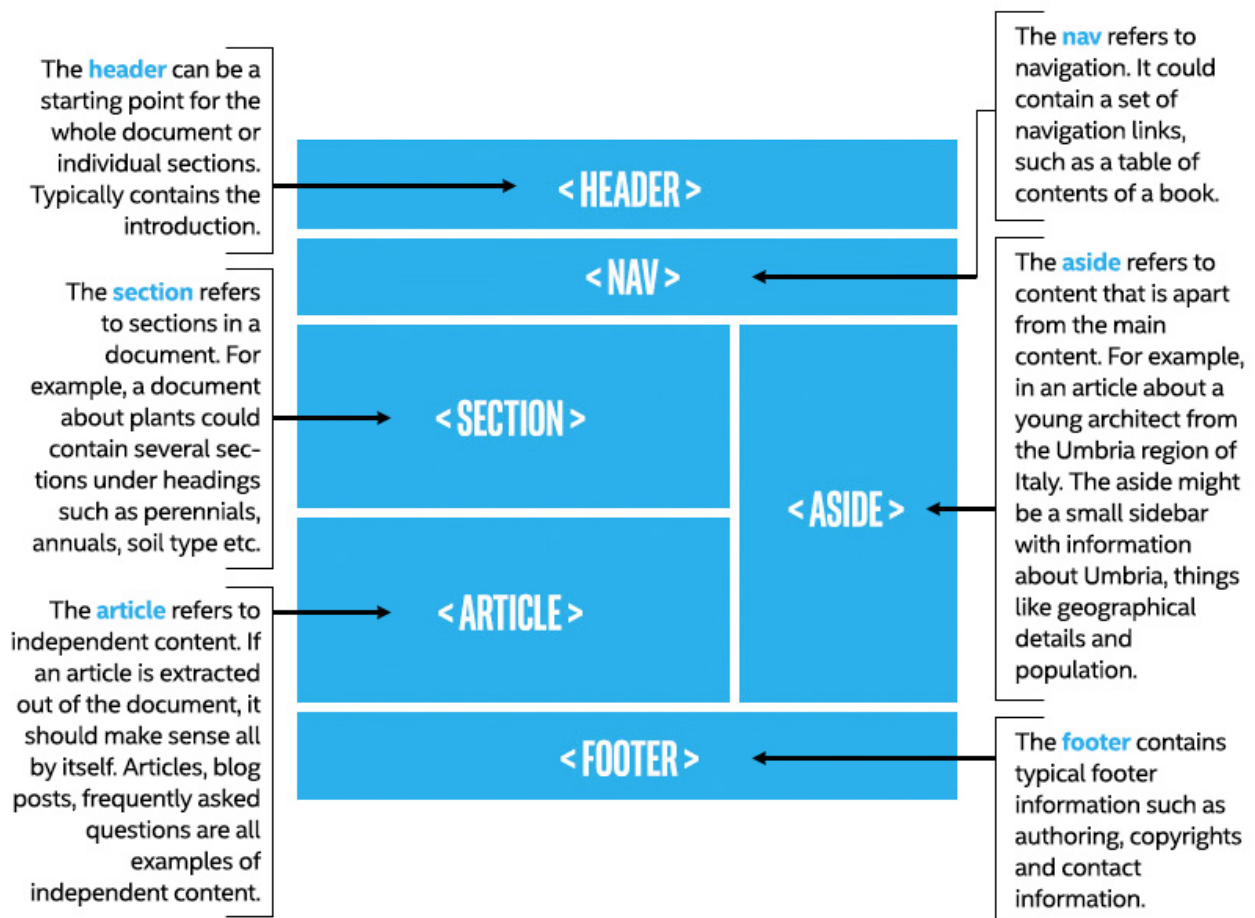 The header can be a
starting point for the
whole document or
individual sections.
Typically contains the
introduction.
The section refers
to sections in a
document. For
example, a document
about plants could
contain several sec-
tions under headings
such as perennials,
annuals, soil type etc.
The article refers to
independent content. If
an article is extracted
out of the document, it
should make sense all
by itself. Articles, blog
posts, frequently asked
questions are all
examples of
independent content.
< HEADER >
< NAV >
< SECTION >
< ARTICLE >
< ASIDE >
< FOOTER >
The nav refers to
navigation. It could
contain a set of
navigation links,
such as a table of
contents of a book.
The aside refers to
content that is apart
from the main
content. For example,
in an article about a
young architect from
the Umbria region of
Italy. The aside might
be a small sidebar
with information
about Umbria, things
like geographical
details and
population.
The footer contains
typical footer
information such as
authoring, copyrights
and contact
information.